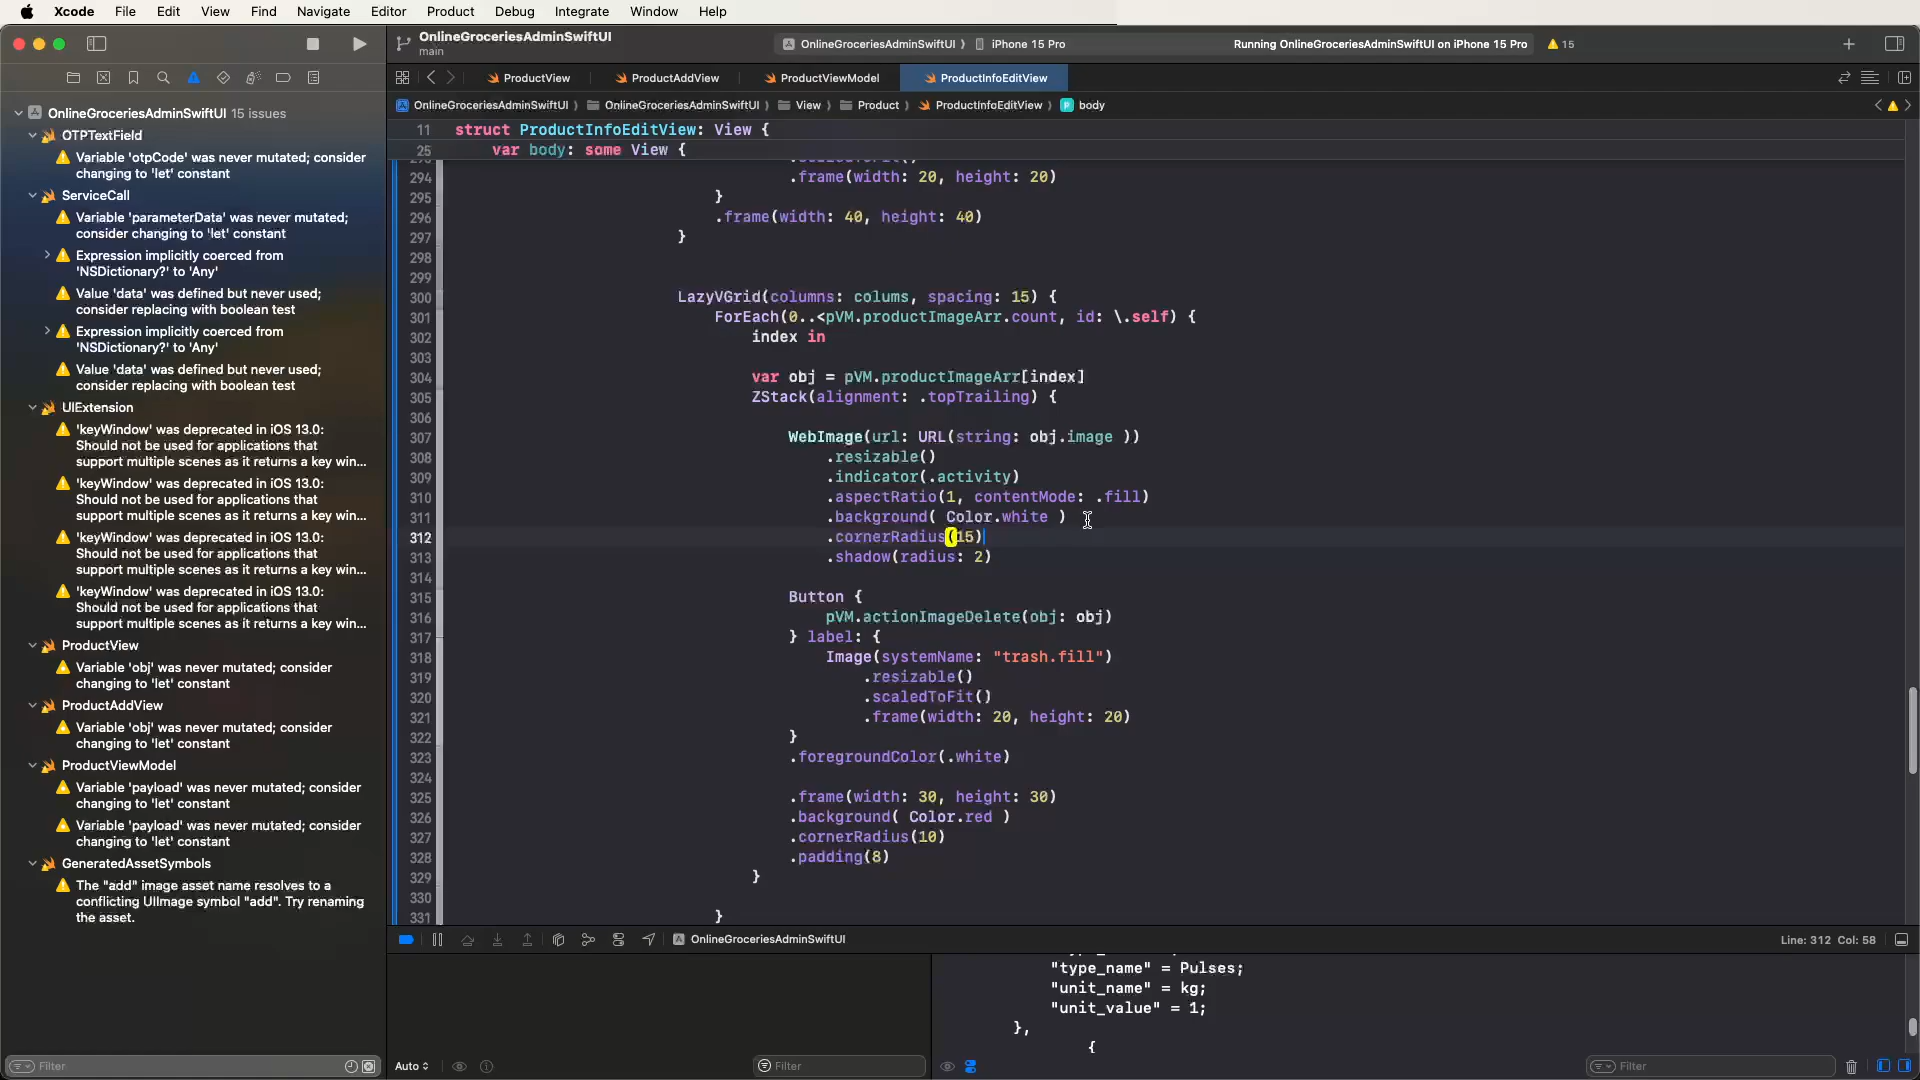 Xcode File Edit View Find Navigate Editor Product Debug Integrate Window Help
OnlineGroceriesAdminSwiftUI
main
OnlineGroceriesAdminSwiftUI iPhone 15 Pro
Running OnlineGroceriesAdminSwiftUI on iPhone 15 Pro 15
ProductView ProductAddView ProductViewModel ProductInfoEditView
OnlineGroceriesAdminSwiftUI OnlineGroceriesAdminSwiftUI View Product ProductInfoEditView body
OnlineGroceriesAdminSwiftUI 15 issues
OTPTextField
Variable 'otpCode' was never mutated; consider
changing to 'let' constant
ServiceCall
Variable 'parameterData' was never mutated;
consider changing to 'let' constant
Expression implicitly coerced from
'NSDictionary?' to 'Any'
Value 'data' was defined but never used;
consider replacing with boolean test
Expression implicitly coerced from
'NSDictionary?' to 'Any'
Value 'data' was defined but never used;
consider replacing with boolean test
UIExtension
'keyWindow' was deprecated in iOS 13.0:
Should not be used for applications that
support multiple scenes as it returns a key win...
'keyWindow' was deprecated in iOS 13.0:
Should not be used for applications that
support multiple scenes as it returns a key win...
'keyWindow' was deprecated in iOS 13.0:
Should not be used for applications that
support multiple scenes as it returns a key win...
'keyWindow' was deprecated in iOS 13.0:
Should not be used for applications that
support multiple scenes as it returns a key win...
ProductView
Variable 'obj' was never mutated; consider
changing to 'let' constant
ProductAddView
Variable 'obj' was never mutated; consider
changing to 'let' constant
ProductViewModel
Variable 'payload' was never mutated; consider
changing to 'let' constant
Variable 'payload' was never mutated; consider
changing to 'let' constant
GeneratedAssetSymbols
The "add" image asset name resolves to a
conflicting UIImage symbol "add". Try renaming
the asset.
Filter
11 struct ProductInfoEditView: View {
25 var body: some View {
294 .frame(width: 20, height: 20)
295 }
296 .frame(width: 40, height: 40)
297 }
298
299
300 LazyVGrid(columns: colums, spacing: 15) {
301 ForEach(0..<pVM.productImageArr.count, id: \.self) {
302 index in
303
304 var obj = pVM.productImageArr[index]
305 ZStack(alignment: .topTrailing) {
306
307 WebImage(url: URL(string: obj.image ))
308 .resizable()
309 .indicator(.activity)
310 .aspectRatio(1, contentMode: .fill)
311 .background( Color.white )
312 .cornerRadius(15)
313 .shadow(radius: 2)
314
315 Button {
316 pVM.actionImageDelete(obj: obj)
317 } label: {
318 Image(systemName: "trash.fill")
319 .resizable()
320 .scaledToFit()
321 .frame(width: 20, height: 20)
322 }
323 .foregroundColor(.white)
324
325 .frame(width: 30, height: 30)
326 .background( Color.red )
327 .cornerRadius(10)
328 .padding(8)
329 }
330
331 }
OnlineGroceriesAdminSwiftUI Line: 312 Col: 58
"type_name" = Pulses;
"unit_name" = kg;
"unit_value" = 1;
},
{
Auto Filter Filter